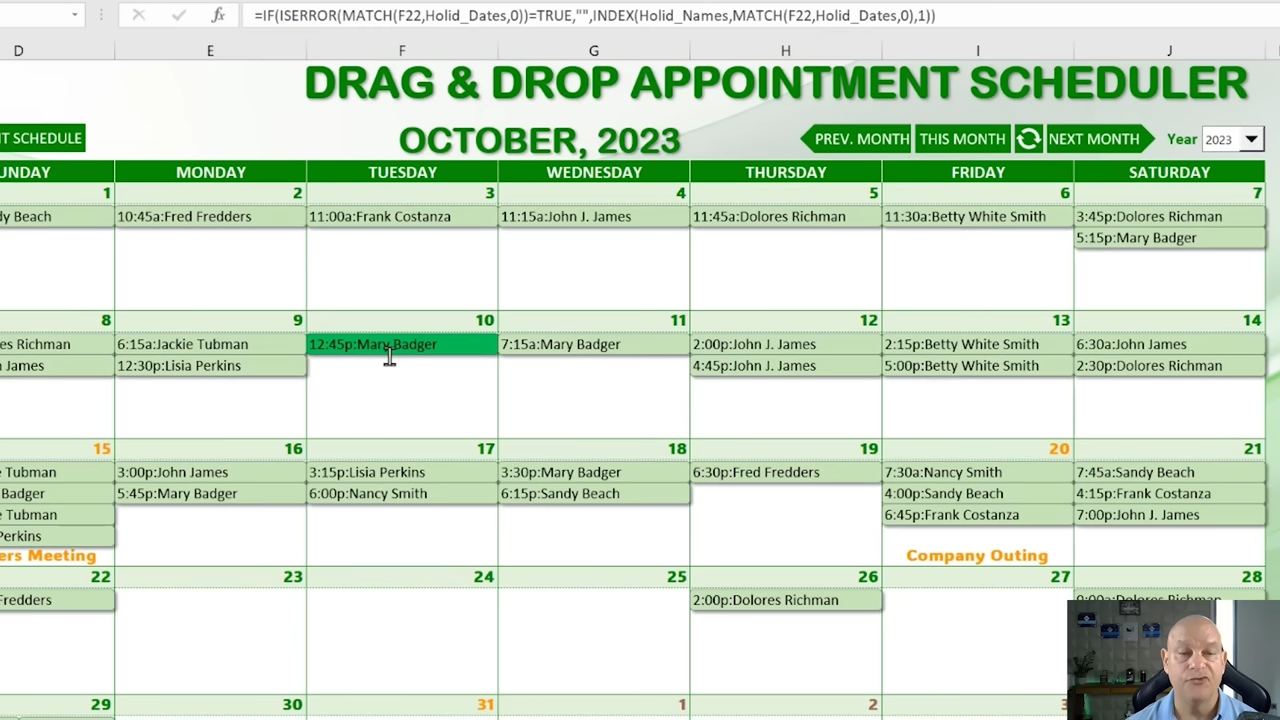 fx =IF(ISERROR(MATCH(F22,Holid_Dates,0))=TRUE,"",INDEX(Holid_Names,MATCH(F22,Holid_Dates,0),1))
D E F G H I J
DRAG & DROP APPOINTMENT SCHEDULER
SCHEDULE OCTOBER, 2023 PREV. MONTH THIS MONTH NEXT MONTH Year 2023
MONDAY TUESDAY WEDNESDAY THURSDAY FRIDAY SATURDAY
1 2 3 4 5 6 7
Beach 10:45a:Fred Fredders 11:00a:Frank Costanza 11:15a:John J. James 11:45a:Dolores Richman 11:30a:Betty White Smith 3:45p:Dolores Richman
5:15p:Mary Badger
8 9 10 11 12 13 14
Richman 6:15a:Jackie Tubman 12:45p:Mary Badger 7:15a:Mary Badger 2:00p:John J. James 2:15p:Betty White Smith 6:30a:John James
James 12:30p:Lisia Perkins 4:45p:John J. James 5:00p:Betty White Smith 2:30p:Dolores Richman
15 16 17 18 19 20 21
Tubman 3:00p:John James 3:15p:Lisia Perkins 3:30p:Mary Badger 6:30p:Fred Fredders 7:30a:Nancy Smith 7:45a:Sandy Beach
Badger 5:45p:Mary Badger 6:00p:Nancy Smith 6:15p:Sandy Beach 4:00p:Sandy Beach 4:15p:Frank Costanza
Tubman 6:45p:Frank Costanza 7:00p:John J. James
Perkins
Meeting Company Outing
22 23 24 25 26 27 28
Fredders 2:00p:Dolores Richman
29 30 31 1 2